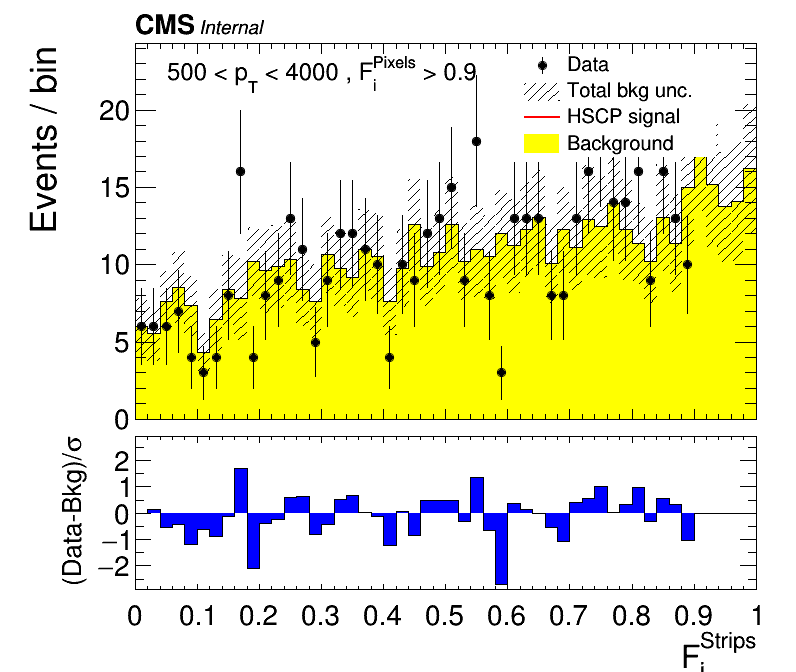 CMS Internal
500 < p_T < 4000 , F_i^Pixels > 0.9
Data
Total bkg unc.
HSCP signal
Background
Events / bin
20
15
10
5
0
(Data-Bkg)/σ
2
1
0
−1
−2
0 0.1 0.2 0.3 0.4 0.5 0.6 0.7 0.8 0.9 1
F_i^Strips